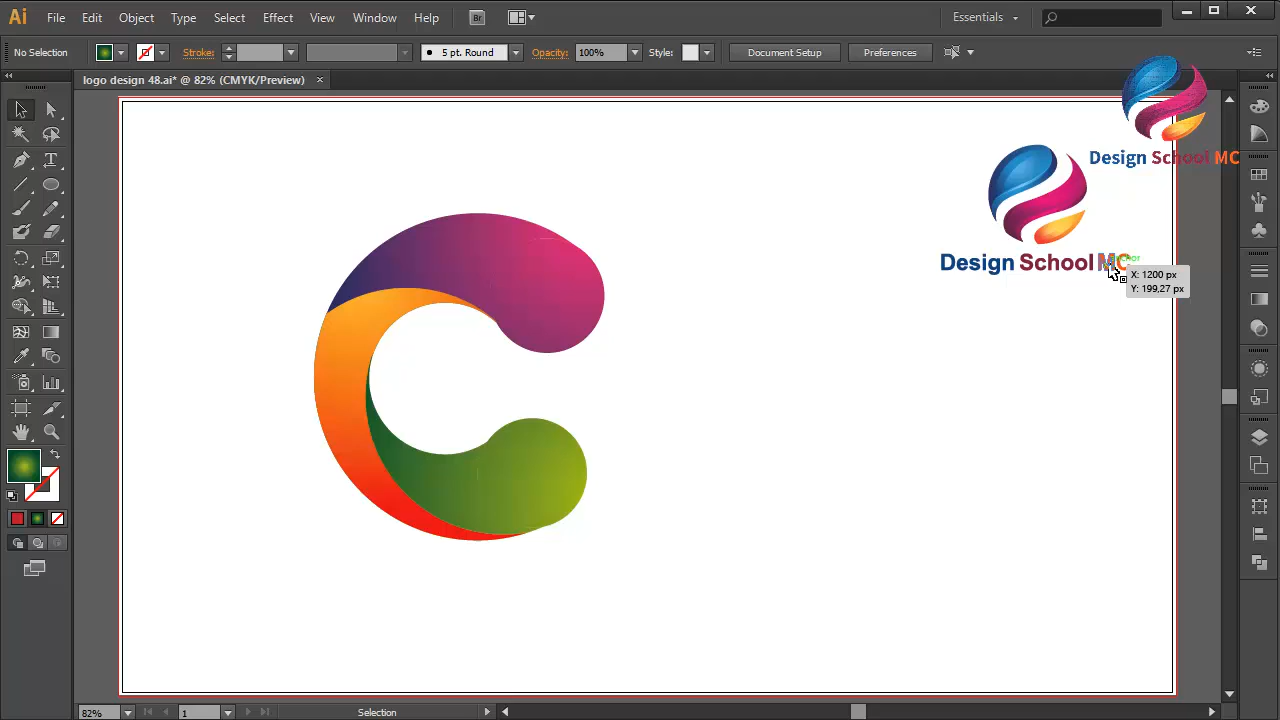 Ai File Edit Object Type Select Effect View Window Help Br Essentials
No Selection Stroke: 5 pt. Round Opacity: 100% Style: Document Setup Preferences
logo design 48.ai* @ 82% (CMYK/Preview) ×
Design School MC
Design School MC
anchor
X: 1200 px
Y: 199,27 px
82% 1 Selection